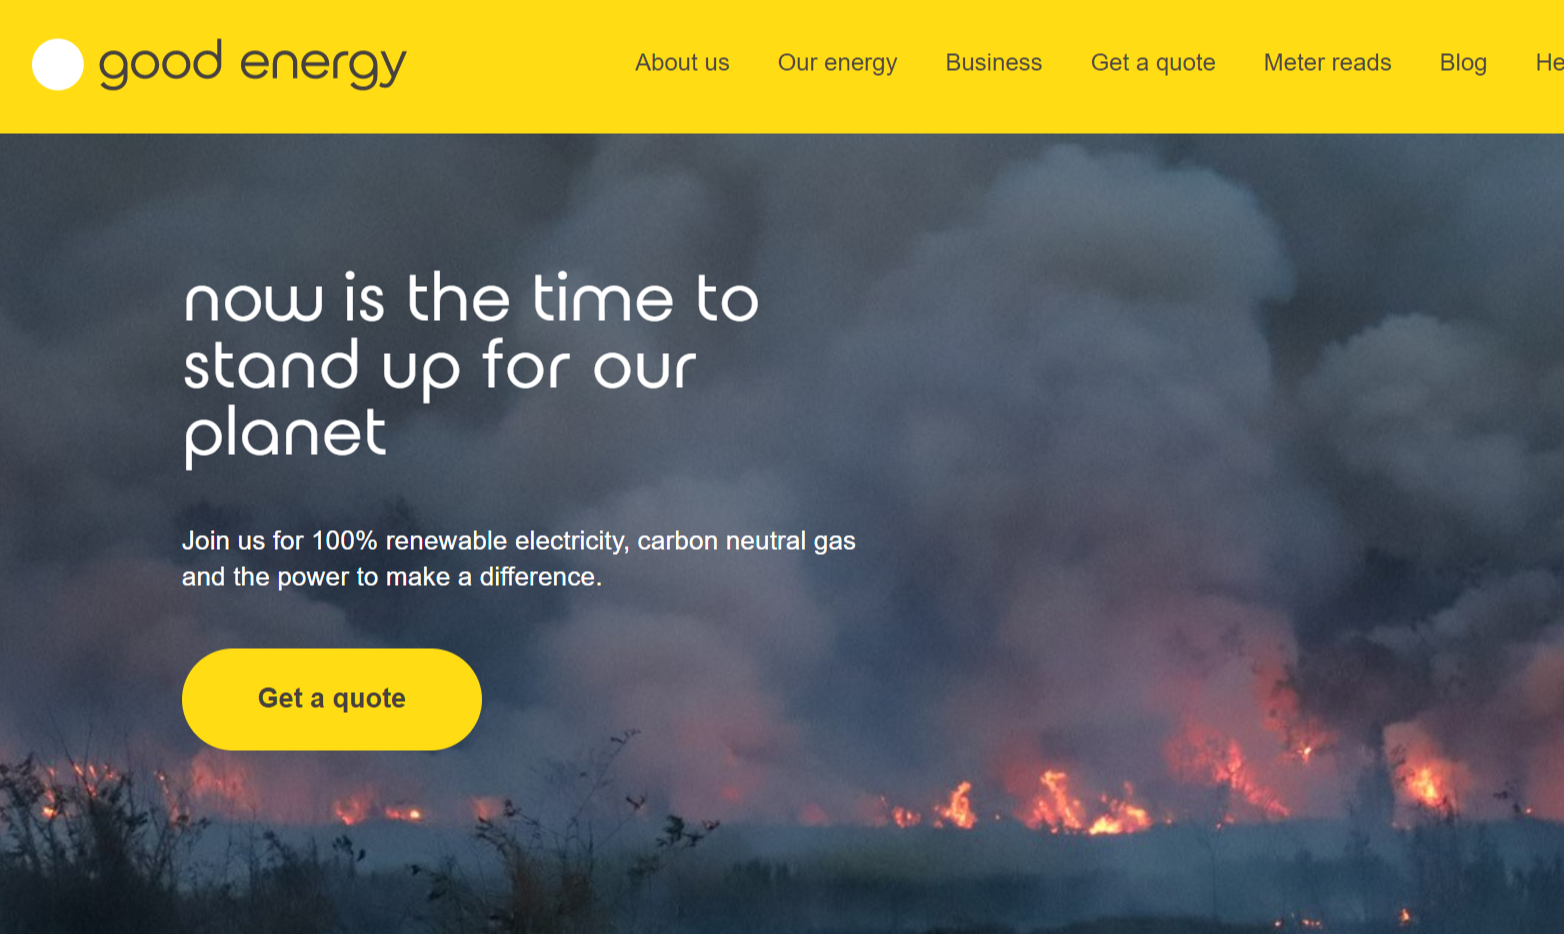 good energy
About us Our energy Business Get a quote Meter reads Blog
now is the time to
stand up for our
planet
Join us for 100% renewable electricity, carbon neutral gas
and the power to make a difference.
Get a quote